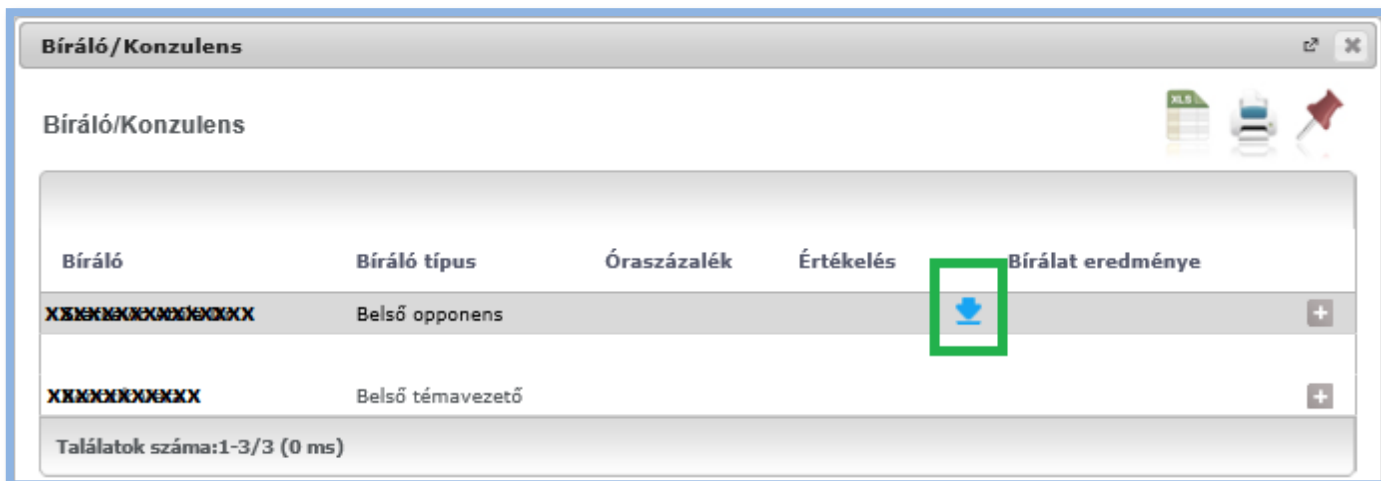 Bíráló/Konzulens
Bíráló/Konzulens
XLS
Bíráló Bíráló típus Óraszázalék Értékelés Bírálat eredménye
Belső opponens
Belső témavezető
Találatok száma:1-3/3 (0 ms)